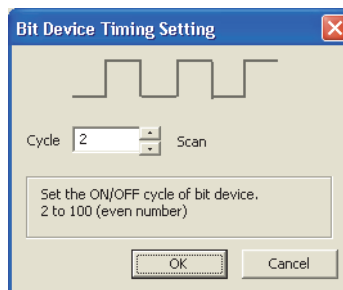 Bit Device Timing Setting
Cycle 2 Scan
Set the ON/OFF cycle of bit device.
2 to 100 (even number)
OK Cancel